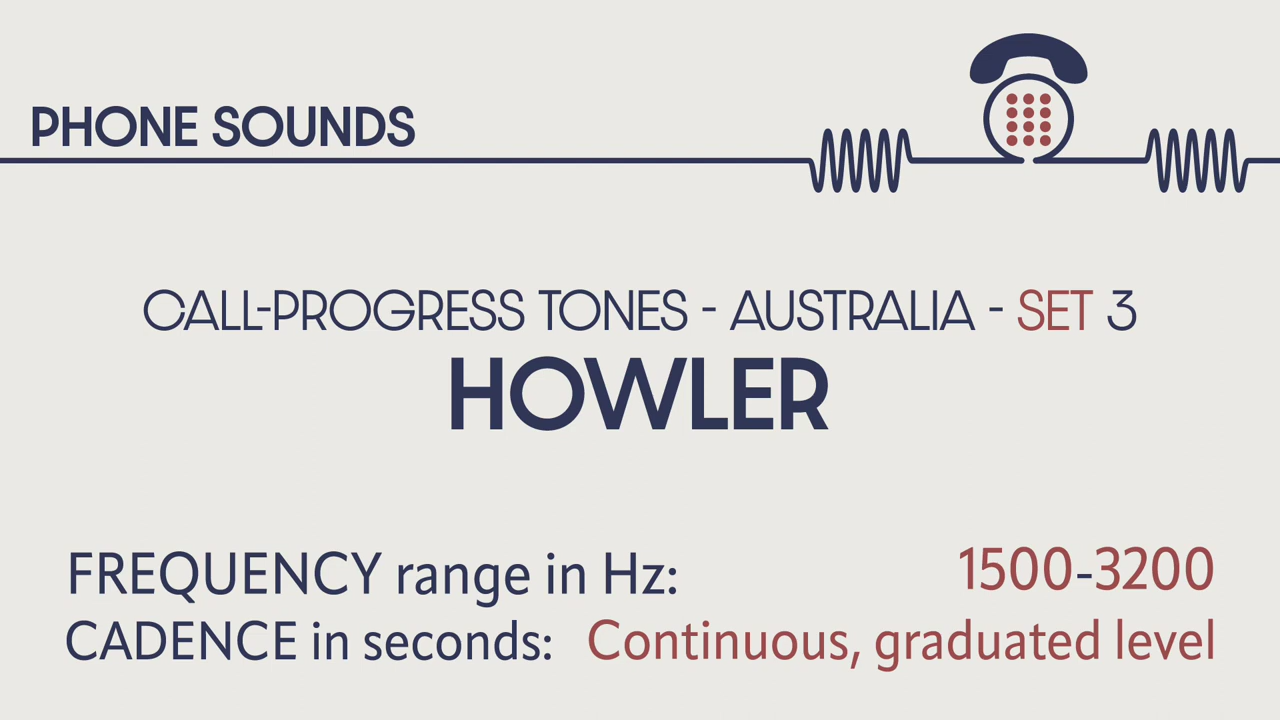 PHONE SOUNDS
CALL-PROGRESS TONES - AUSTRALIA - SET 3
HOWLER
FREQUENCY range in Hz: 1500-3200
CADENCE in seconds: Continuous, graduated level